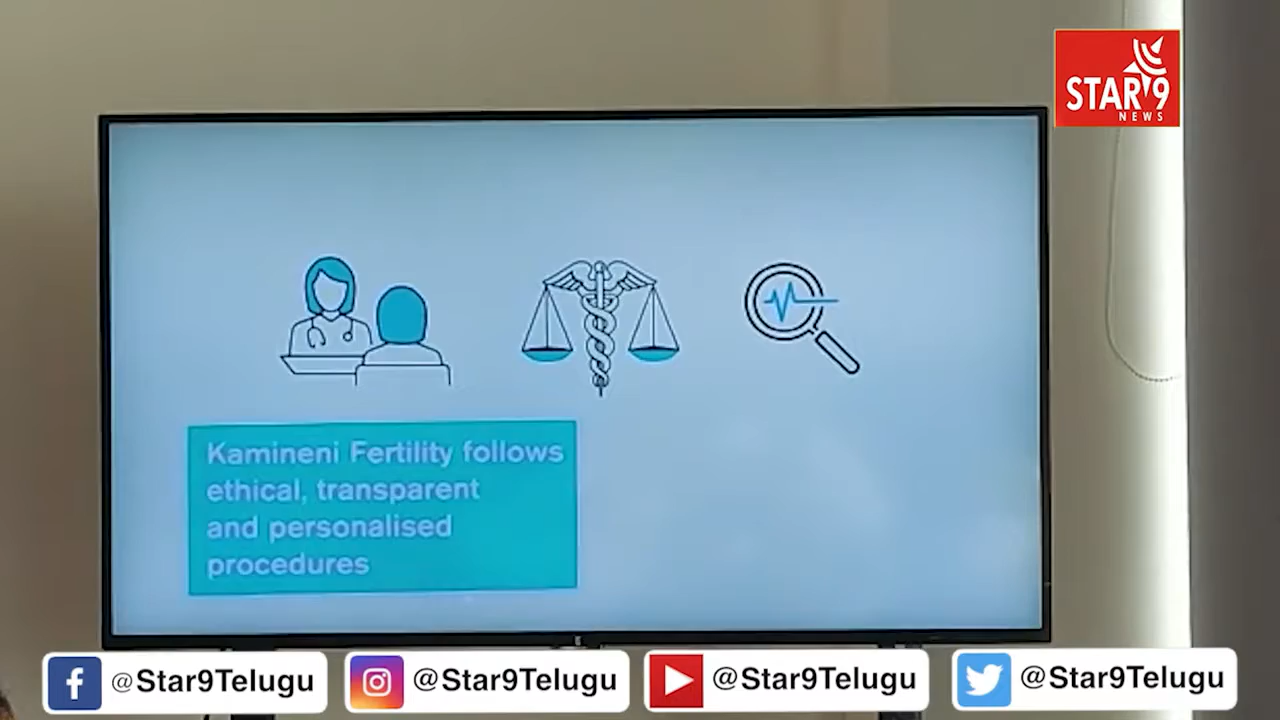 STAR 9
NEWS
Kamineni Fertility follows
ethical, transparent
and personalised
procedures
@Star9Telugu
@Star9Telugu
@Star9Telugu
@Star9Telugu